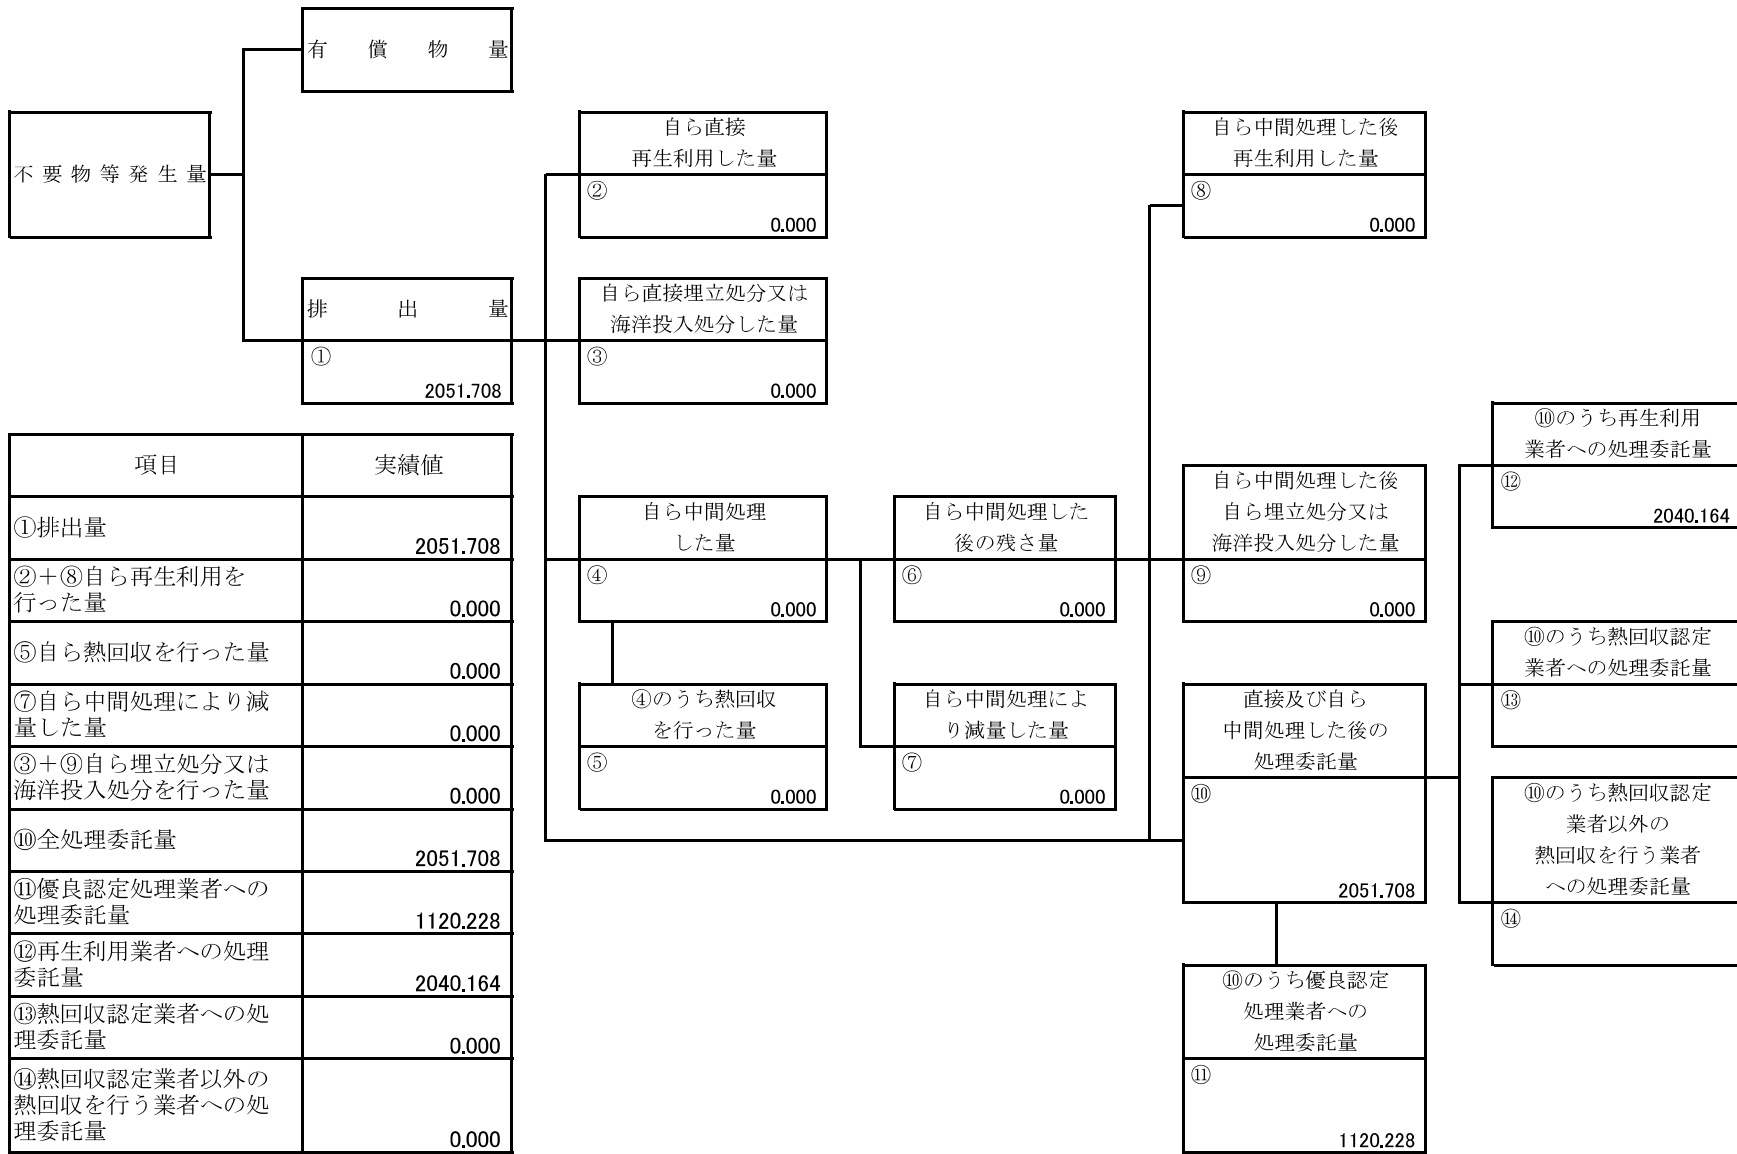 有償物量
不要物等発生量
排出量
①
2051.708
自ら直接
再生利用した量
②
0.000
自ら直接埋立処分又は
海洋投入処分した量
③
0.000
自ら中間処理した後
再生利用した量
⑧
0.000
自ら中間処理
した量
④
0.000
④のうち熱回収
を行った量
⑤
0.000
自ら中間処理した
後の残さ量
⑥
0.000
自ら中間処理によ
り減量した量
⑦
0.000
自ら中間処理した後
自ら埋立処分又は
海洋投入処分した量
⑨
0.000
直接及び自ら
中間処理した後の
処理委託量
⑩
2051.708
⑩のうち優良認定
処理業者への
処理委託量
⑪
1120.228
⑩のうち再生利用
業者への処理委託量
⑫
2040.164
⑩のうち熱回収認定
業者への処理委託量
⑬
⑩のうち熱回収認定
業者以外の
熱回収を行う業者
への処理委託量
⑭
項目 実績値
①排出量 2051.708
②＋⑧自ら再生利用を
行った量 0.000
⑤自ら熱回収を行った量 0.000
⑦自ら中間処理により減
量した量 0.000
③＋⑨自ら埋立処分又は
海洋投入処分を行った量 0.000
⑩全処理委託量 2051.708
⑪優良認定処理業者への
処理委託量 1120.228
⑫再生利用業者への処理
委託量 2040.164
⑬熱回収認定業者への処
理委託量 0.000
⑭熱回収認定業者以外の
熱回収を行う業者への処
理委託量 0.000